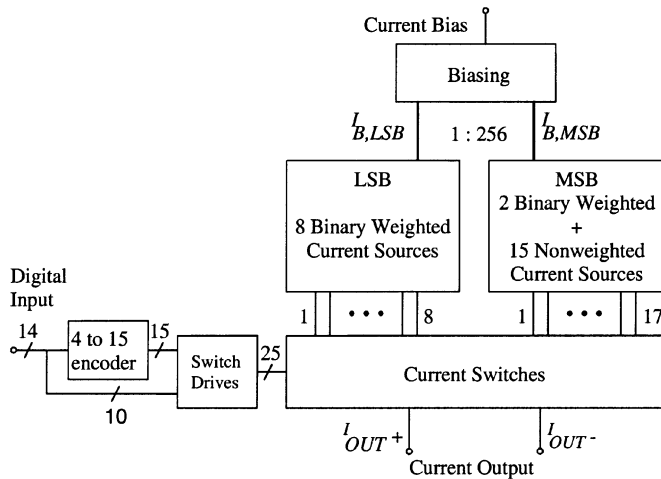 Current Bias
Biasing
I B,LSB
1 : 256
I B,MSB
LSB
8 Binary Weighted
Current Sources
MSB
2 Binary Weighted
+
15 Nonweighted
Current Sources
1
• • •
8
1
• • •
17
Digital
Input
14
4 to 15
encoder
15
Switch
Drives
25
10
Current Switches
I OUT +
I OUT -
Current Output